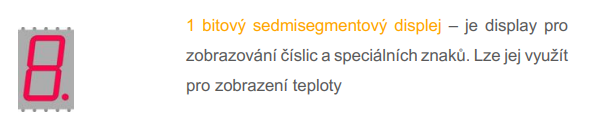 1 bitový sedmisegmentový displej – je display pro
zobrazování číslic a speciálních znaků. Lze jej využít
pro zobrazení teploty